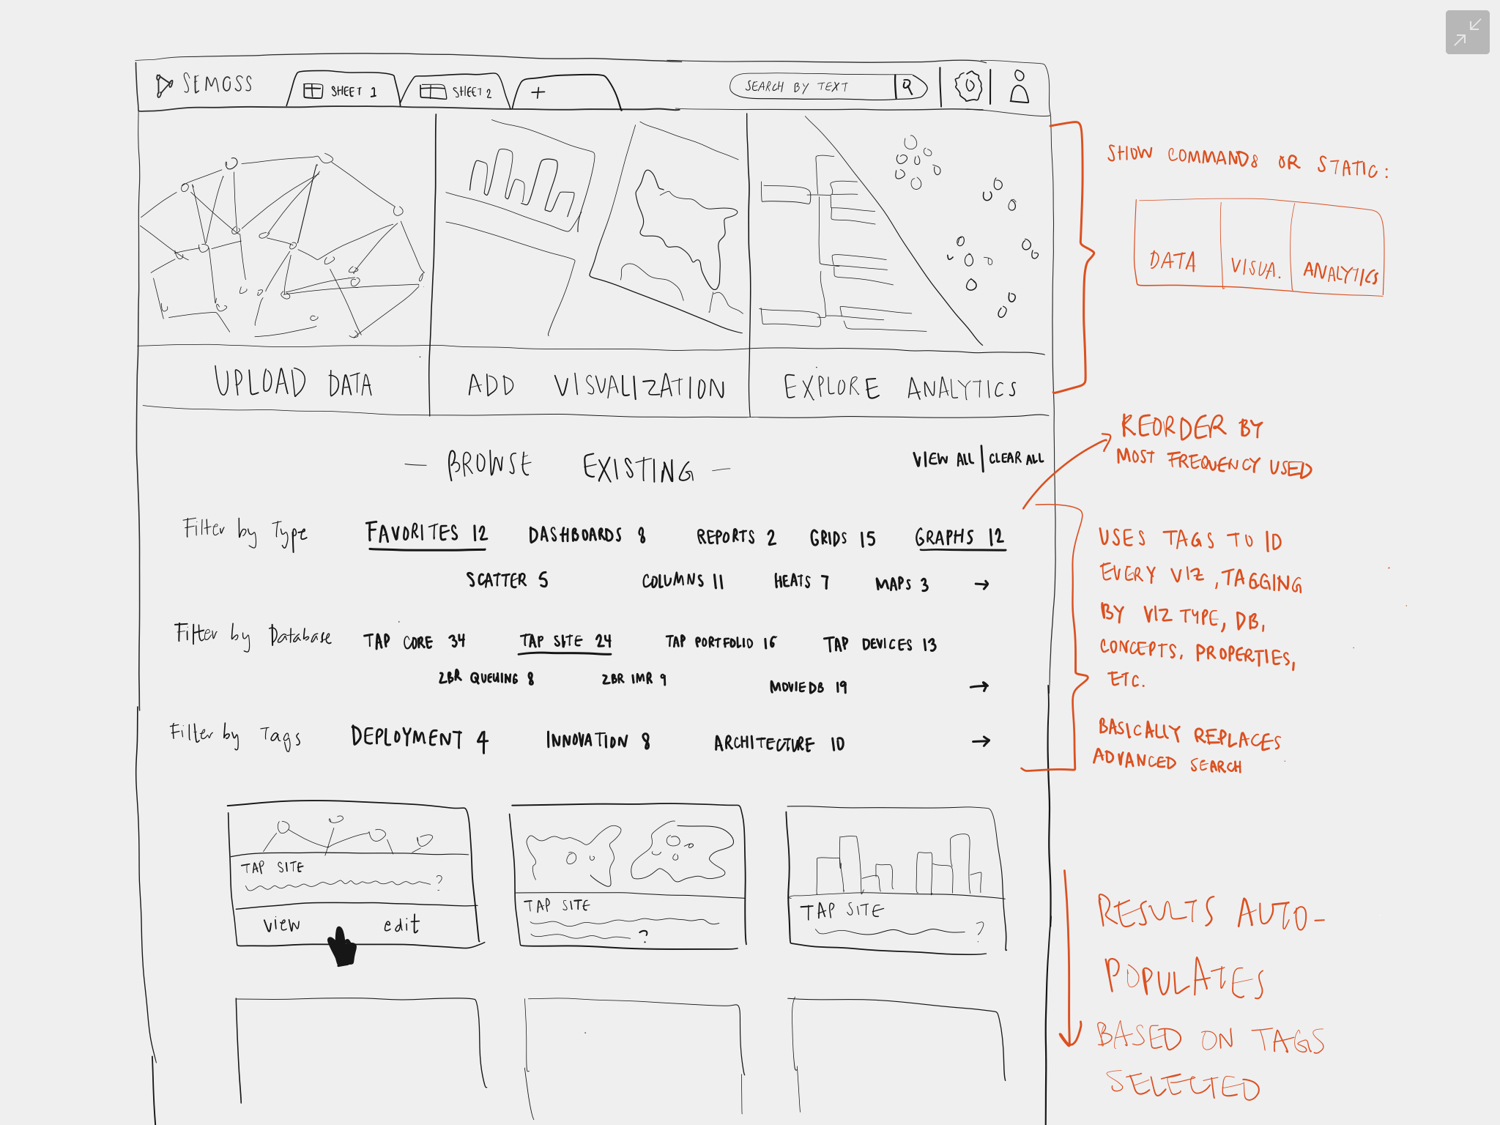 SEMOSS
SHEET 1
SHEET 2
+
SEARCH BY TEXT
SHOW COMMANDS OR STATIC:
DATA
VISUA.
ANALYTICS
UPLOAD DATA
ADD VISUALIZATION
EXPLORE ANALYTICS
— BROWSE EXISTING —
VIEW ALL | CLEAR ALL
REORDER BY
MOST FREQUENCY USED
Filter by Type
FAVORITES 12
DASHBOARDS 8
REPORTS 2
GRIDS 15
GRAPHS 12
SCATTER 5
COLUMNS 11
HEATS 7
MAPS 3
→
USES TAGS TO ID
EVERY VIZ, TAGGING
BY VIZ TYPE, DB,
CONCEPTS, PROPERTIES,
ETC.
Filter by Database
TAP CORE 34
TAP SITE 24
TAP PORTFOLIO 16
TAP DEVICES 13
2BR QUEUING 8
2BR IMR 9
MOVIEDB 19
→
Filter by Tags
DEPLOYMENT 4
INNOVATION 8
ARCHITECTURE 10
→
BASICALLY REPLACES
ADVANCED SEARCH
TAP SITE
?
view
edit
TAP SITE
?
TAP SITE
?
RESULTS AUTO-
POPULATES
BASED ON TAGS
SELECTED